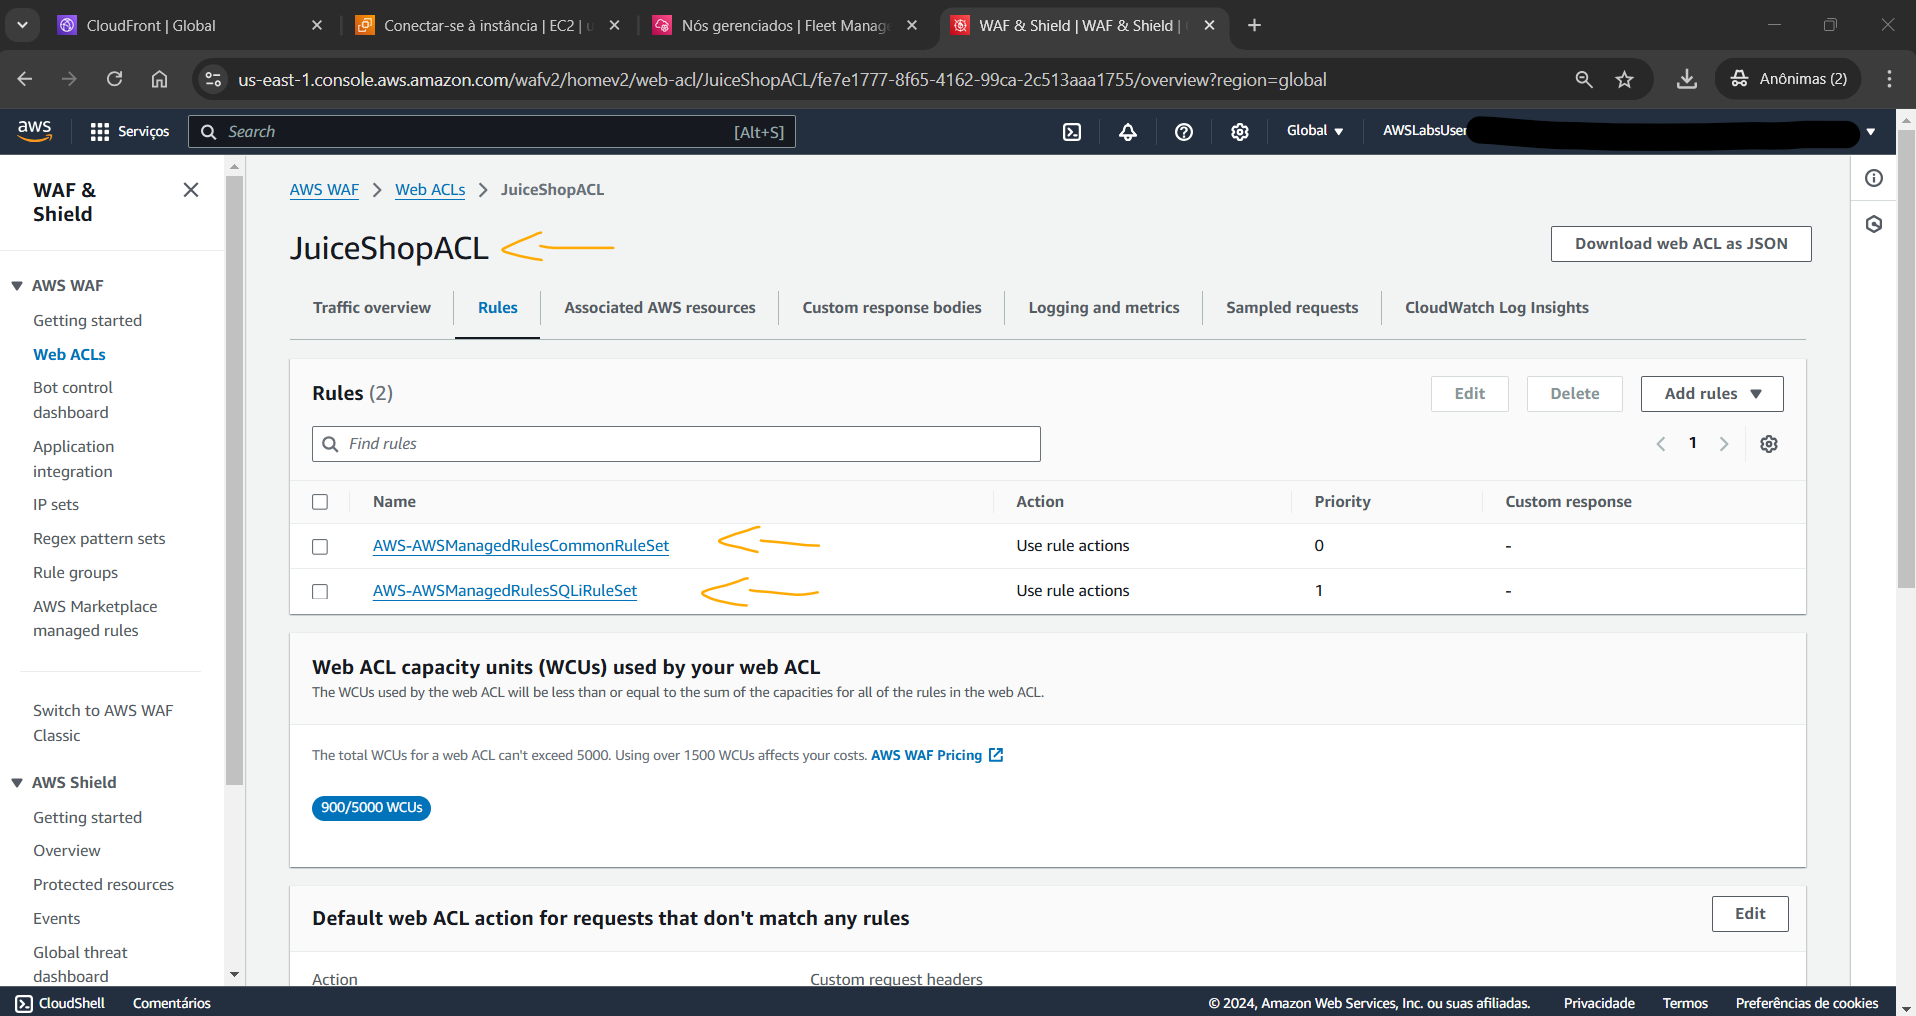 CloudFront | Global
Conectar-se à instância | EC2 | u
Nós gerenciados | Fleet Manage
WAF & Shield | WAF & Shield |
us-east-1.console.aws.amazon.com/wafv2/homev2/web-acl/JuiceShopACL/fe7e1777-8f65-4162-99ca-2c513aaa1755/overview?region=global
Anônimas (2)
aws
Serviços
Search
[Alt+S]
Global
AWSLabsUser
WAF &
Shield
AWS WAF
Getting started
Web ACLs
Bot control
dashboard
Application
integration
IP sets
Regex pattern sets
Rule groups
AWS Marketplace
managed rules
Switch to AWS WAF
Classic
AWS Shield
Getting started
Overview
Protected resources
Events
Global threat
dashboard
AWS WAF > Web ACLs > JuiceShopACL
JuiceShopACL
Download web ACL as JSON
Traffic overview
Rules
Associated AWS resources
Custom response bodies
Logging and metrics
Sampled requests
CloudWatch Log Insights
Rules (2)
Edit
Delete
Add rules
Find rules
1
Name Action Priority Custom response
AWS-AWSManagedRulesCommonRuleSet Use rule actions 0 -
AWS-AWSManagedRulesSQLiRuleSet Use rule actions 1 -
Web ACL capacity units (WCUs) used by your web ACL
The WCUs used by the web ACL will be less than or equal to the sum of the capacities for all of the rules in the web ACL.
The total WCUs for a web ACL can't exceed 5000. Using over 1500 WCUs affects your costs. AWS WAF Pricing
900/5000 WCUs
Default web ACL action for requests that don't match any rules
Edit
Action
Custom request headers
CloudShell
Comentários
© 2024, Amazon Web Services, Inc. ou suas afiliadas.
Privacidade
Termos
Preferências de cookies